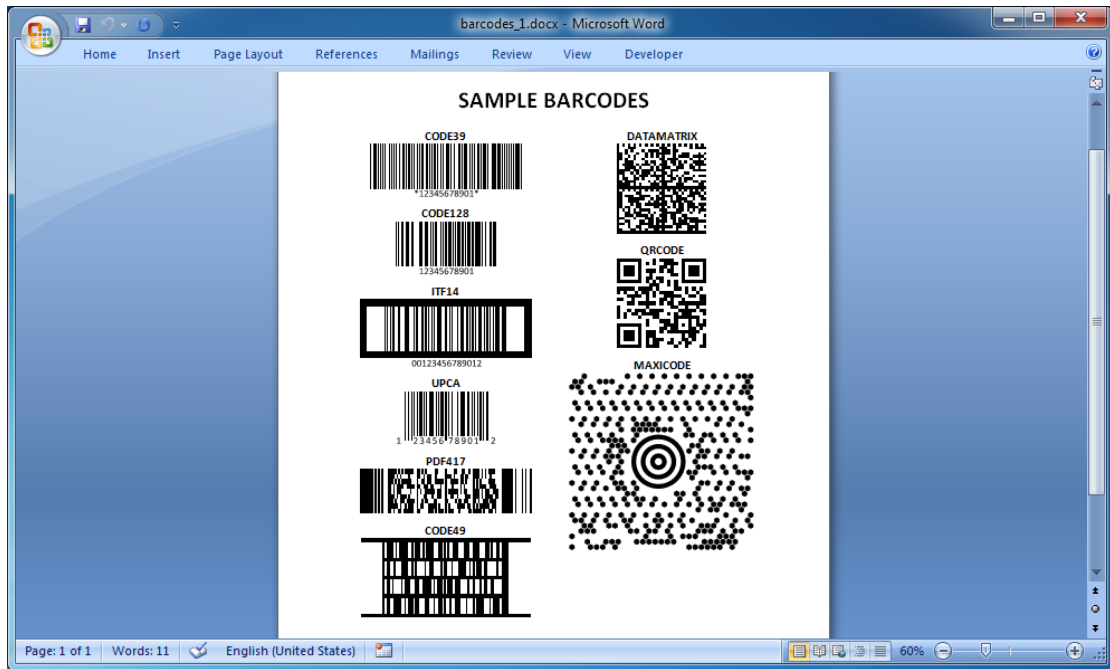 barcodes_1.docx - Microsoft Word
Home Insert Page Layout References Mailings Review View Developer
SAMPLE BARCODES
CODE39
*12345678901*
CODE128
12345678901
ITF14
00123456789012
UPCA
1 23456 78901 2
PDF417
CODE49
DATAMATRIX
QRCODE
MAXICODE
Page: 1 of 1 Words: 11 English (United States) 60%